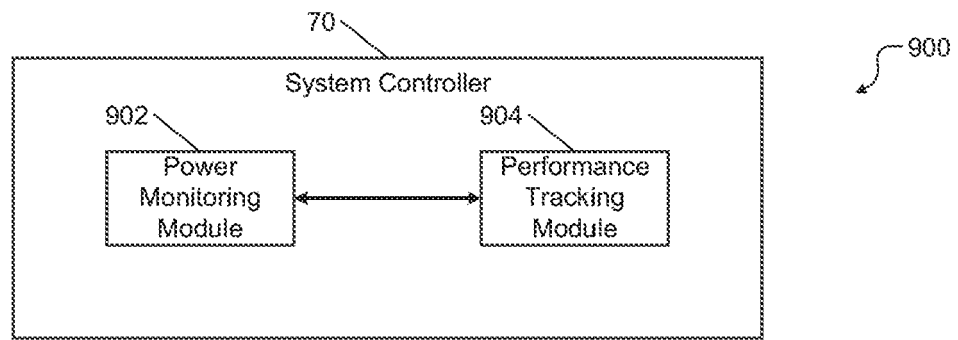 70
900
System Controller
902
904
Power
Monitoring
Module
Performance
Tracking
Module